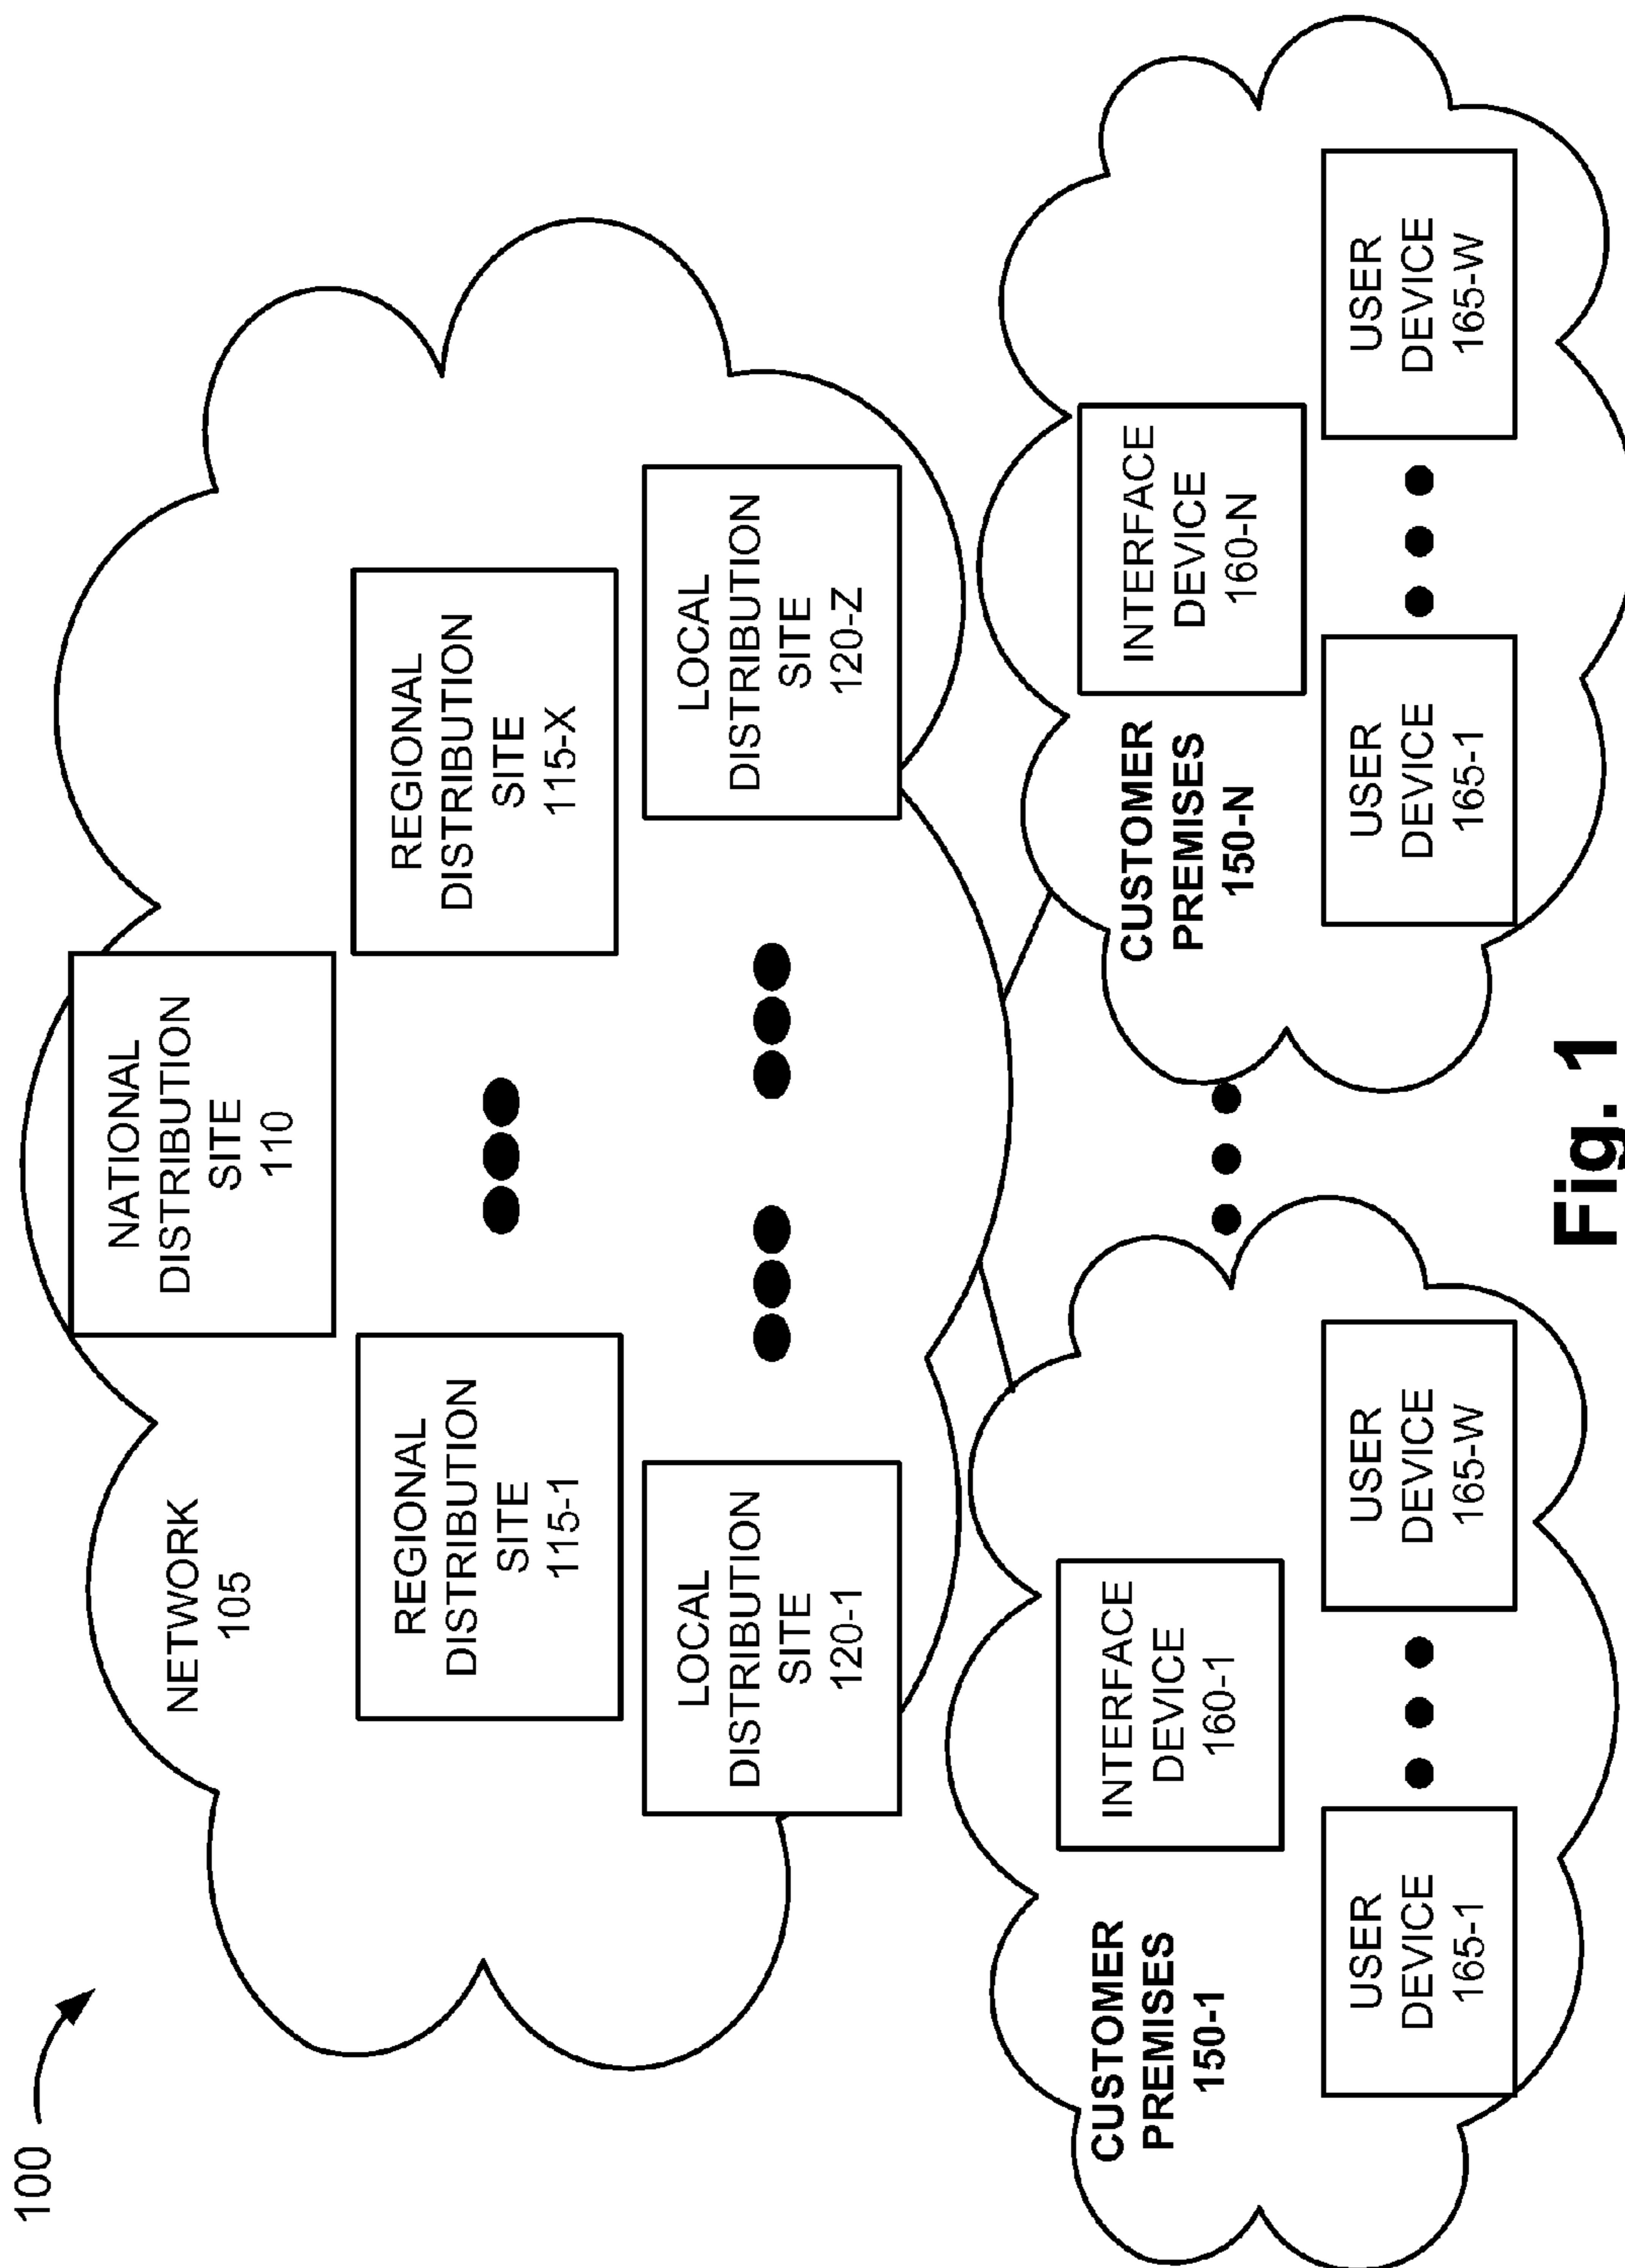 100
NETWORK
105
NATIONAL
DISTRIBUTION
SITE
110
REGIONAL
DISTRIBUTION
SITE
115-1
REGIONAL
DISTRIBUTION
SITE
115-X
LOCAL
DISTRIBUTION
SITE
120-1
LOCAL
DISTRIBUTION
SITE
120-Z
CUSTOMER
PREMISES
150-1
INTERFACE
DEVICE
160-1
USER
DEVICE
165-1
USER
DEVICE
165-W
CUSTOMER
PREMISES
150-N
INTERFACE
DEVICE
160-N
USER
DEVICE
165-1
USER
DEVICE
165-W
Fig. 1